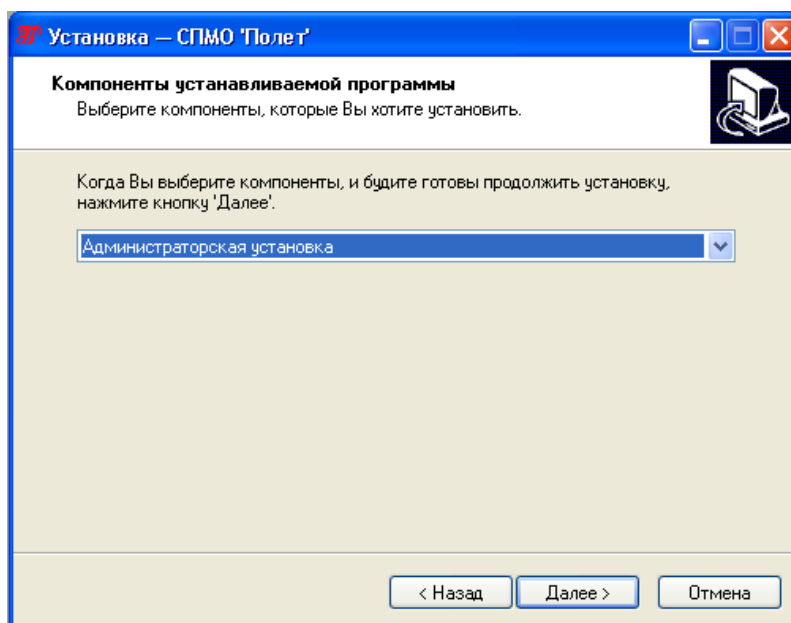 Установка — СПМО 'Полет'
Компоненты устанавливаемой программы
Выберите компоненты, которые Вы хотите установить.
Когда Вы выберите компоненты, и будите готовы продолжить установку,
нажмите кнопку 'Далее'.
Администраторская установка
< Назад
Далее >
Отмена